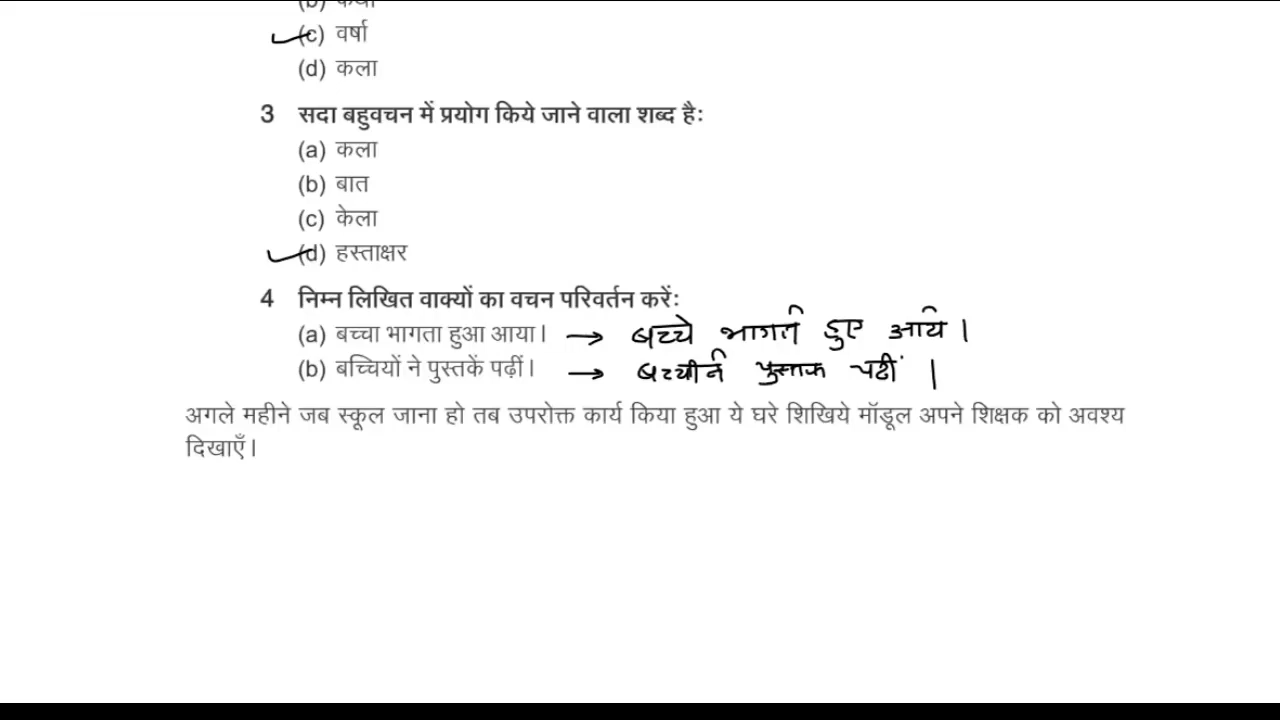 (c) वर्षा
(d) कला
3 सदा बहुवचन में प्रयोग किये जाने वाला शब्द है:
(a) कला
(b) बात
(c) केला
(d) हस्ताक्षर
4 निम्न लिखित वाक्यों का वचन परिवर्तन करें:
(a) बच्चा भागता हुआ आया। → बच्चे भागते हुए आये।
(b) बच्चियों ने पुस्तकें पढ़ीं। → बच्चीने पुस्तक पढीं।
अगले महीने जब स्कूल जाना हो तब उपरोक्त कार्य किया हुआ ये घरे शिखिये मॉडूल अपने शिक्षक को अवश्य
दिखाएँ।